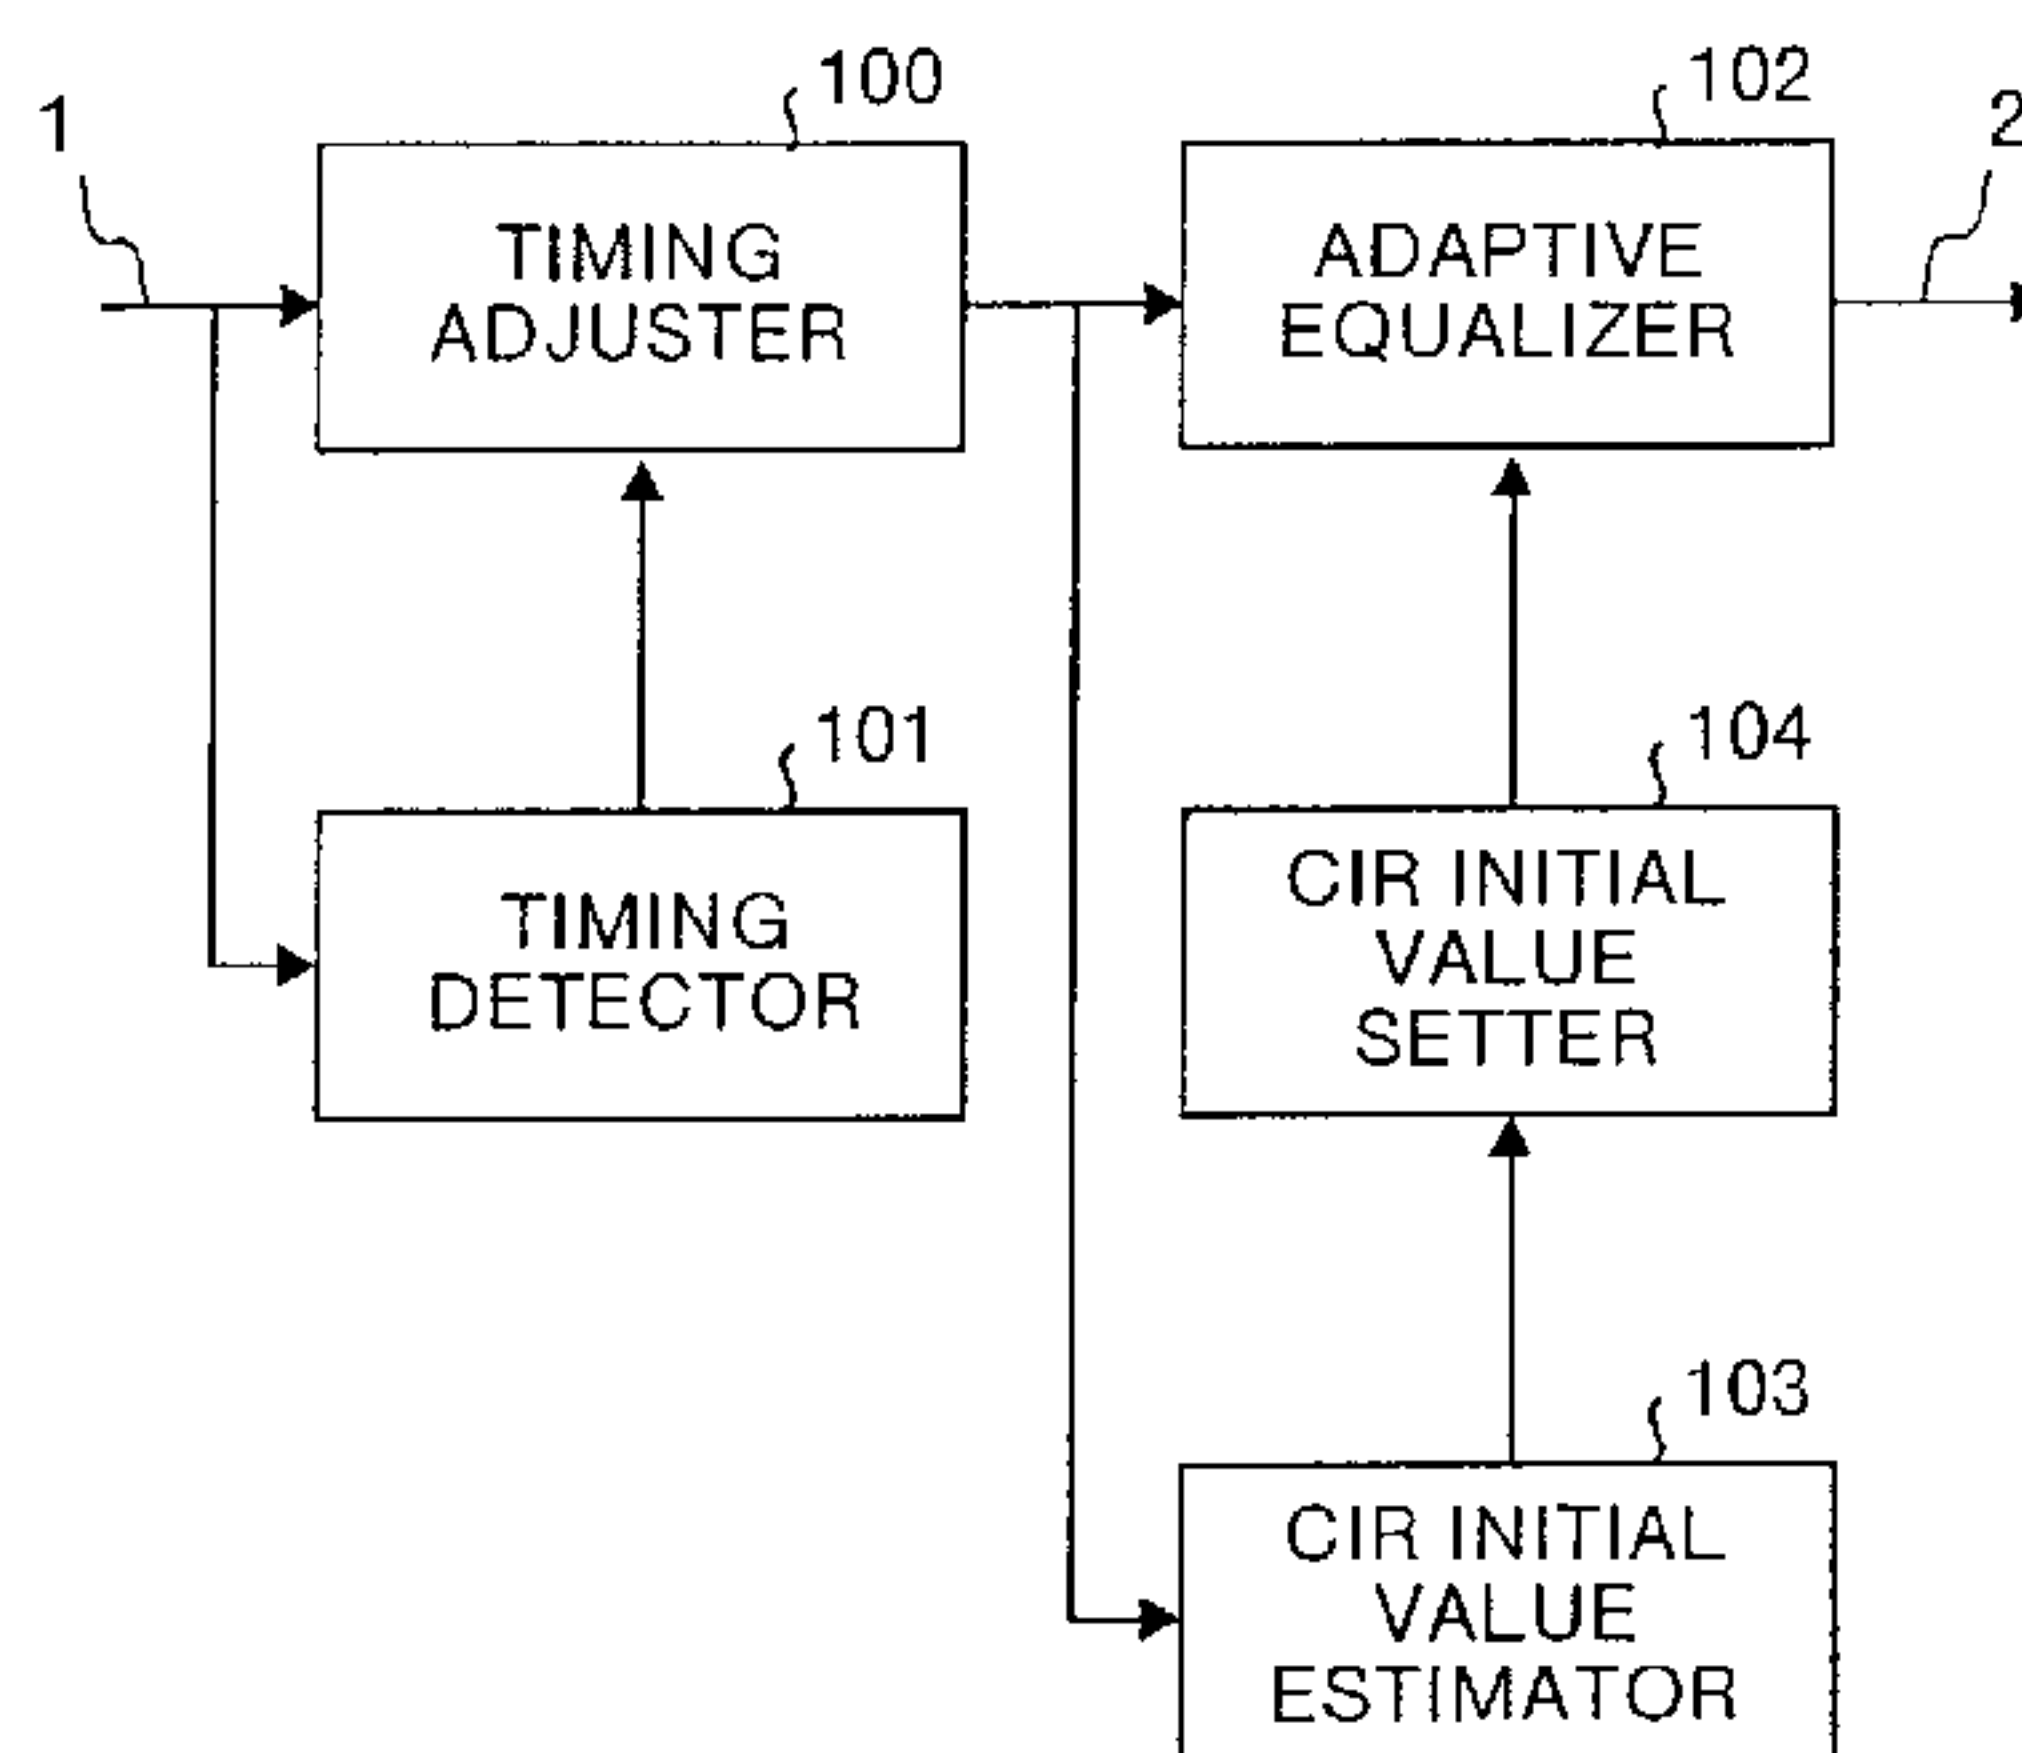 1
100
TIMING
ADJUSTER
102
ADAPTIVE
EQUALIZER
2
101
TIMING
DETECTOR
104
CIR INITIAL
VALUE
SETTER
103
CIR INITIAL
VALUE
ESTIMATOR